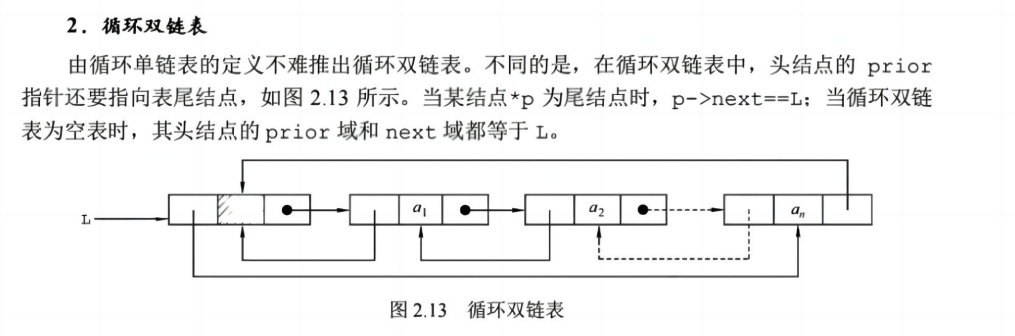 2．循环双链表
由循环单链表的定义不难推出循环双链表。不同的是，在循环双链表中，头结点的 prior
指针还要指向表尾结点，如图 2.13 所示。当某结点*p 为尾结点时，p->next==L；当循环双链
表为空表时，其头结点的 prior 域和 next 域都等于 L。
L a1 a2 an
图 2.13 循环双链表